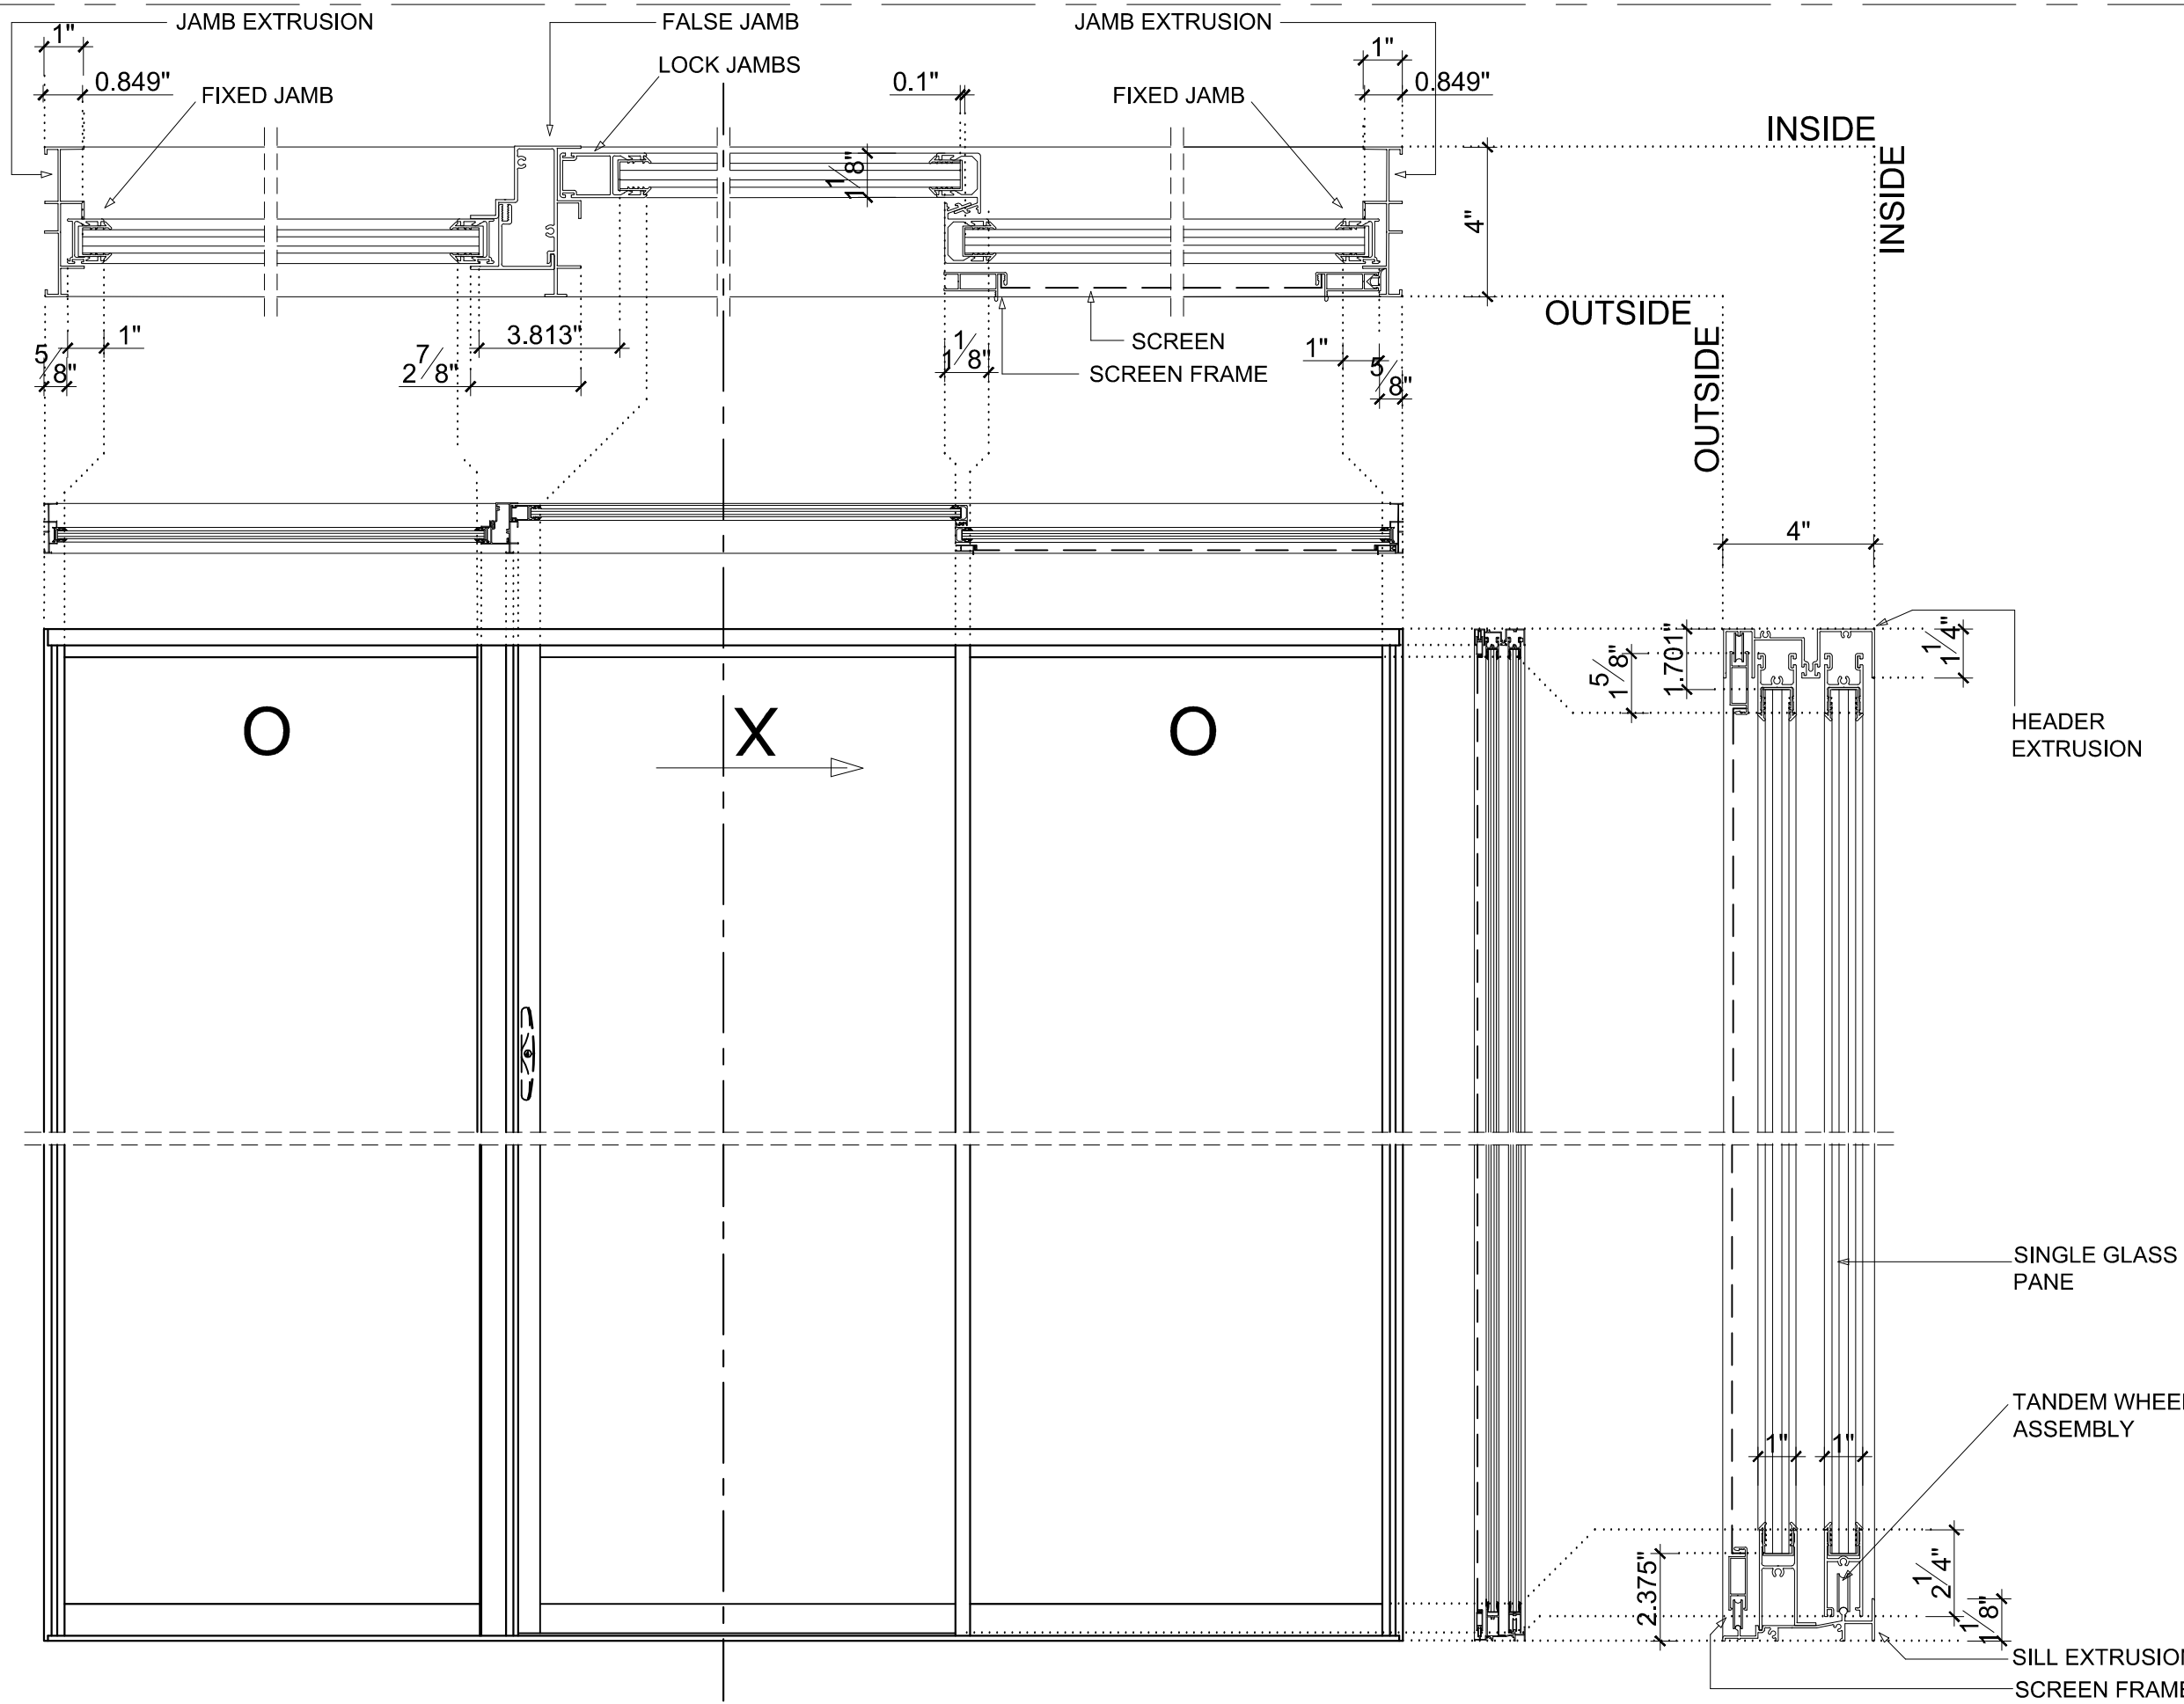 JAMB EXTRUSION
FALSE JAMB
JAMB EXTRUSION
1"
LOCK JAMBS
1"
0.849"
FIXED JAMB
0.1"
FIXED JAMB
0.849"
INSIDE
INSIDE
1 1/8"
4"
OUTSIDE
OUTSIDE
5/8"
1"
2 7/8"
3.813"
1 1/8"
SCREEN
SCREEN FRAME
1"
5/8"
4"
1 5/8"
1.701"
1 1/4"
O
X
O
HEADER
EXTRUSION
SINGLE GLASS
PANE
TANDEM WHEEL
ASSEMBLY
1"
1"
2.375"
2 1/4"
1 1/8"
SILL EXTRUSION
SCREEN FRAME